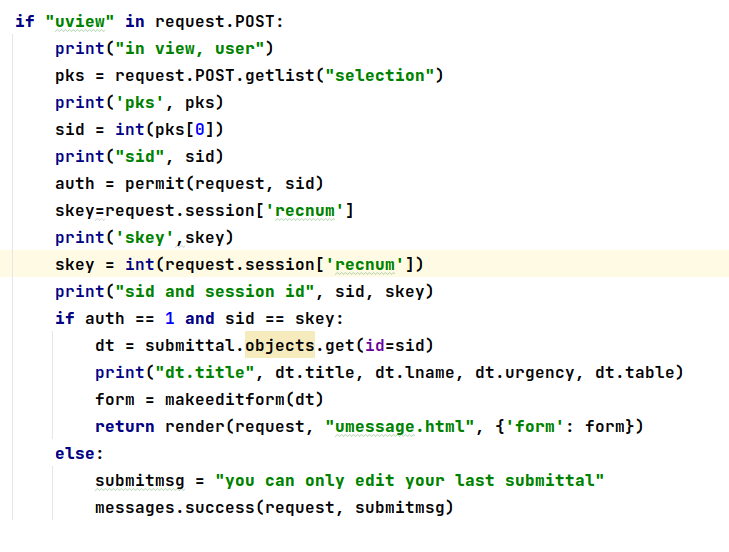 if "uview" in request.POST:
    print("in view, user")
    pks = request.POST.getlist("selection")
    print('pks', pks)
    sid = int(pks[0])
    print("sid", sid)
    auth = permit(request, sid)
    skey=request.session['recnum']
    print('skey',skey)
    skey = int(request.session['recnum'])
    print("sid and session id", sid, skey)
    if auth == 1 and sid == skey:
        dt = submittal.objects.get(id=sid)
        print("dt.title", dt.title, dt.lname, dt.urgency, dt.table)
        form = makeeditform(dt)
        return render(request, "umessage.html", {'form': form})
    else:
        submitmsg = "you can only edit your last submittal"
        messages.success(request, submitmsg)